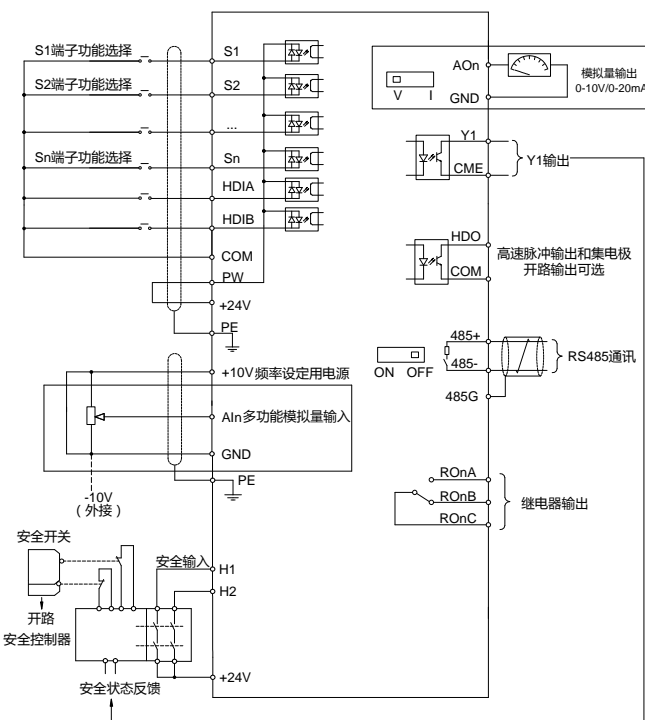 S1端子功能选择
S1
S2端子功能选择
S2
...
Sn端子功能选择
Sn
HDIA
HDIB
COM
PW
+24V
PE
+10V频率设定用电源
AIn多功能模拟量输入
GND
PE
-10V
(外接)
安全开关
开路
安全控制器
安全输入
H1
H2
+24V
安全状态反馈
AOn
V I
GND
模拟量输出
0-10V/0-20mA
Y1
CME
Y1输出
HDO
COM
高速脉冲输出和集电极
开路输出可选
ON OFF
485+
485-
485G
RS485通讯
ROnA
ROnB
ROnC
继电器输出